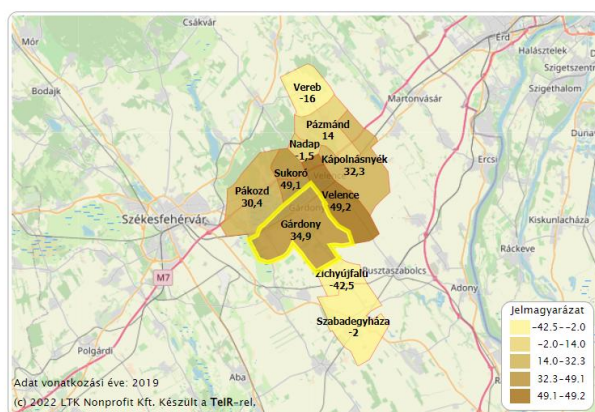 Csákvár
Mór
Érd
Halásztelek
Szigetszentm
Szigethalom
Bodajk
Vereb
-16
Martonvásár
Pázmánd
14
Nadap
-1,5
Kápolnásnyék
32,3
Ercsi
Sukoró
49,1
Pákozd
30,4
Velence
49,2
Székesfehérvár
Gárdony
34,9
Kiskunlacháza
Ráckeve
M7
Zichyújfalu
-42,5
Pusztaszabolcs
Adony
Szabadegyháza
-2
Polgárdi
Aba
Jelmagyarázat
-42.5--2.0
-2.0-14.0
14.0-32.3
32.3-49.1
49.1-49.2
Adat vonatkozási éve: 2019
(c) 2022 LTK Nonprofit Kft. Készült a TeIR-rel.